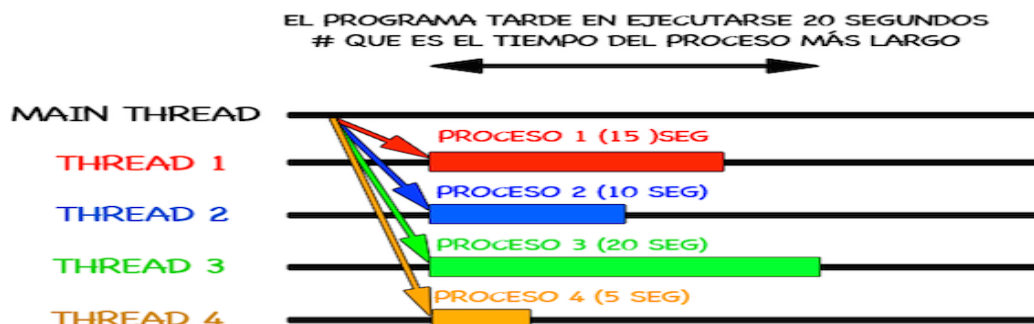 EL PROGRAMA TARDE EN EJECUTARSE 20 SEGUNDOS
# QUE ES EL TIEMPO DEL PROCESO MÁS LARGO
MAIN THREAD
PROCESO 1 (15 )SEG
THREAD 1
PROCESO 2 (10 SEG)
THREAD 2
PROCESO 3 (20 SEG)
THREAD 3
PROCESO 4 (5 SEG)
THREAD 4